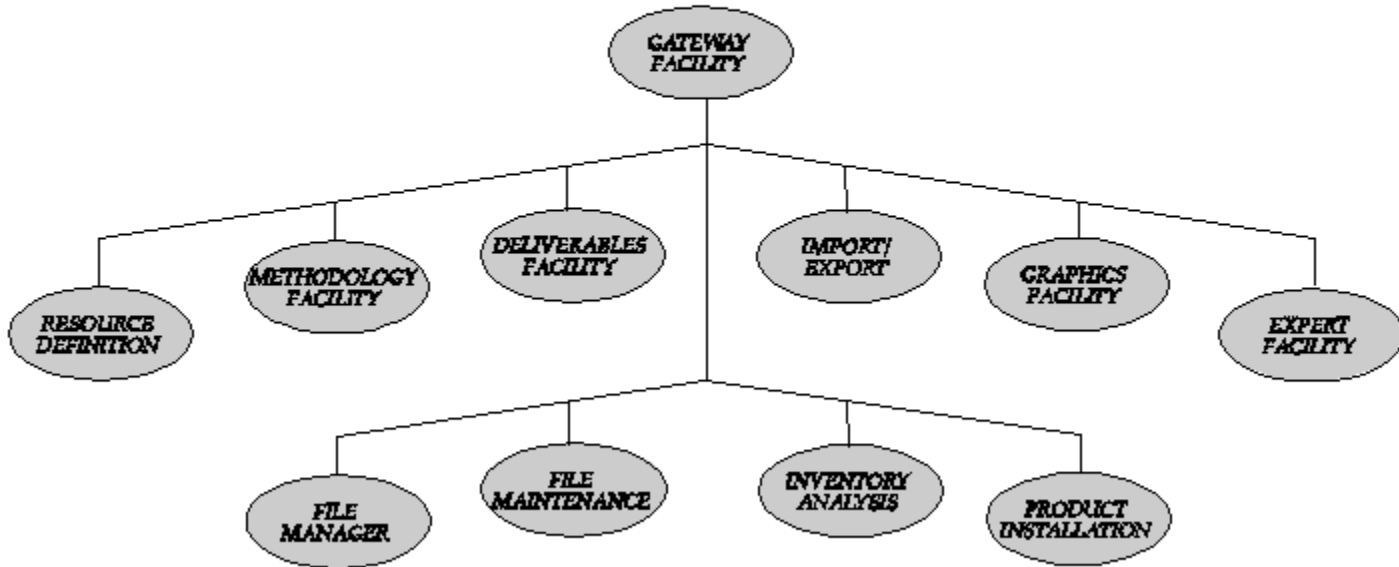 GATEWAY
FACILITY
DELIVERABLES
FACILITY
IMPORT/
EXPORT
METHODOLOGY
FACILITY
GRAPHICS
FACILITY
RESOURCE
DEFINITION
EXPERT
FACILITY
FILE
MANAGER
FILE
MAINTENANCE
INVENTORY
ANALYSIS
PRODUCT
INSTALLATION